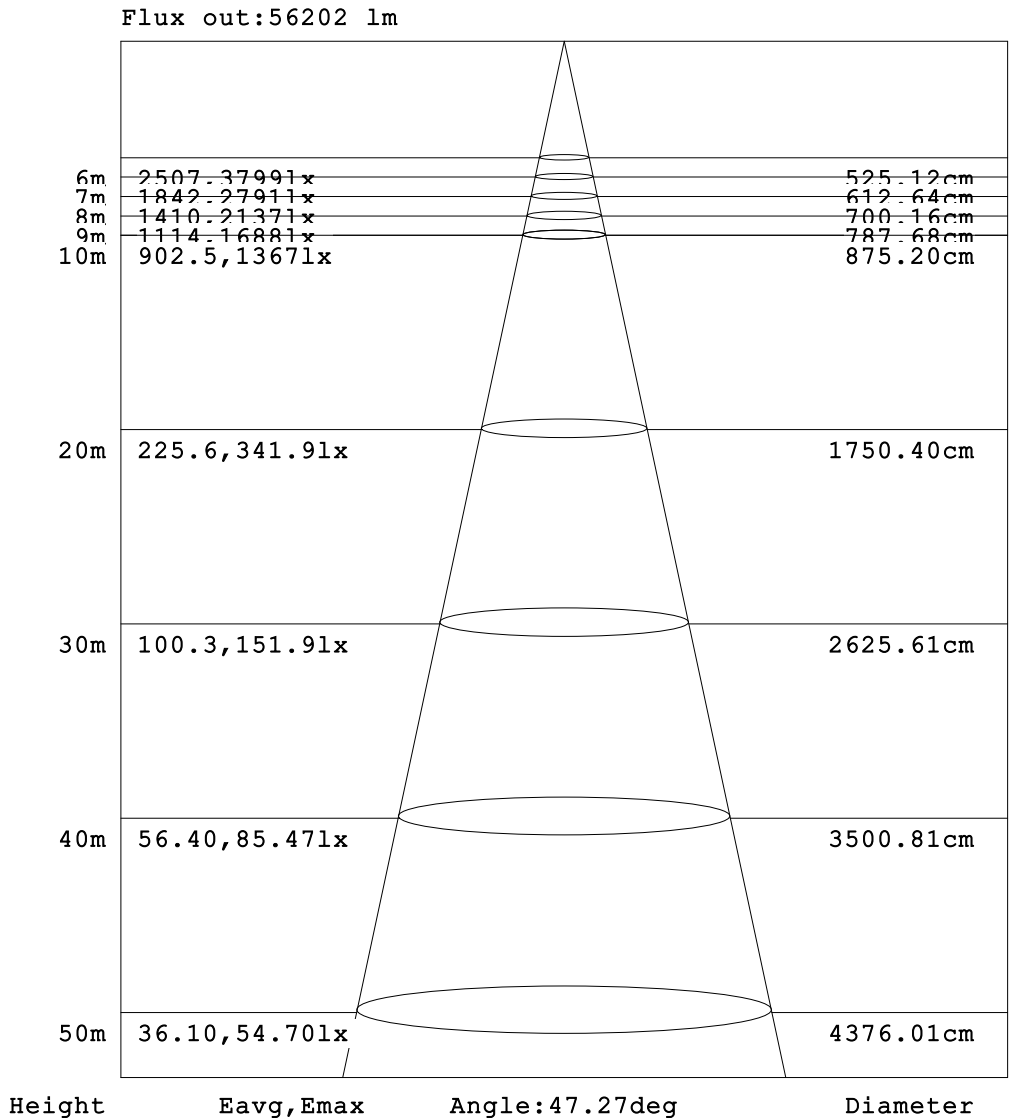 Flux out:56202 lm
6m 2507,3799lx 525.12cm
7m 1842,2791lx 612.64cm
8m 1410,2137lx 700.16cm
9m 1114,1688lx 787.68cm
10m 902.5,1367lx 875.20cm
20m 225.6,341.9lx 1750.40cm
30m 100.3,151.9lx 2625.61cm
40m 56.40,85.47lx 3500.81cm
50m 36.10,54.70lx 4376.01cm
Height Eavg,Emax Angle:47.27deg Diameter